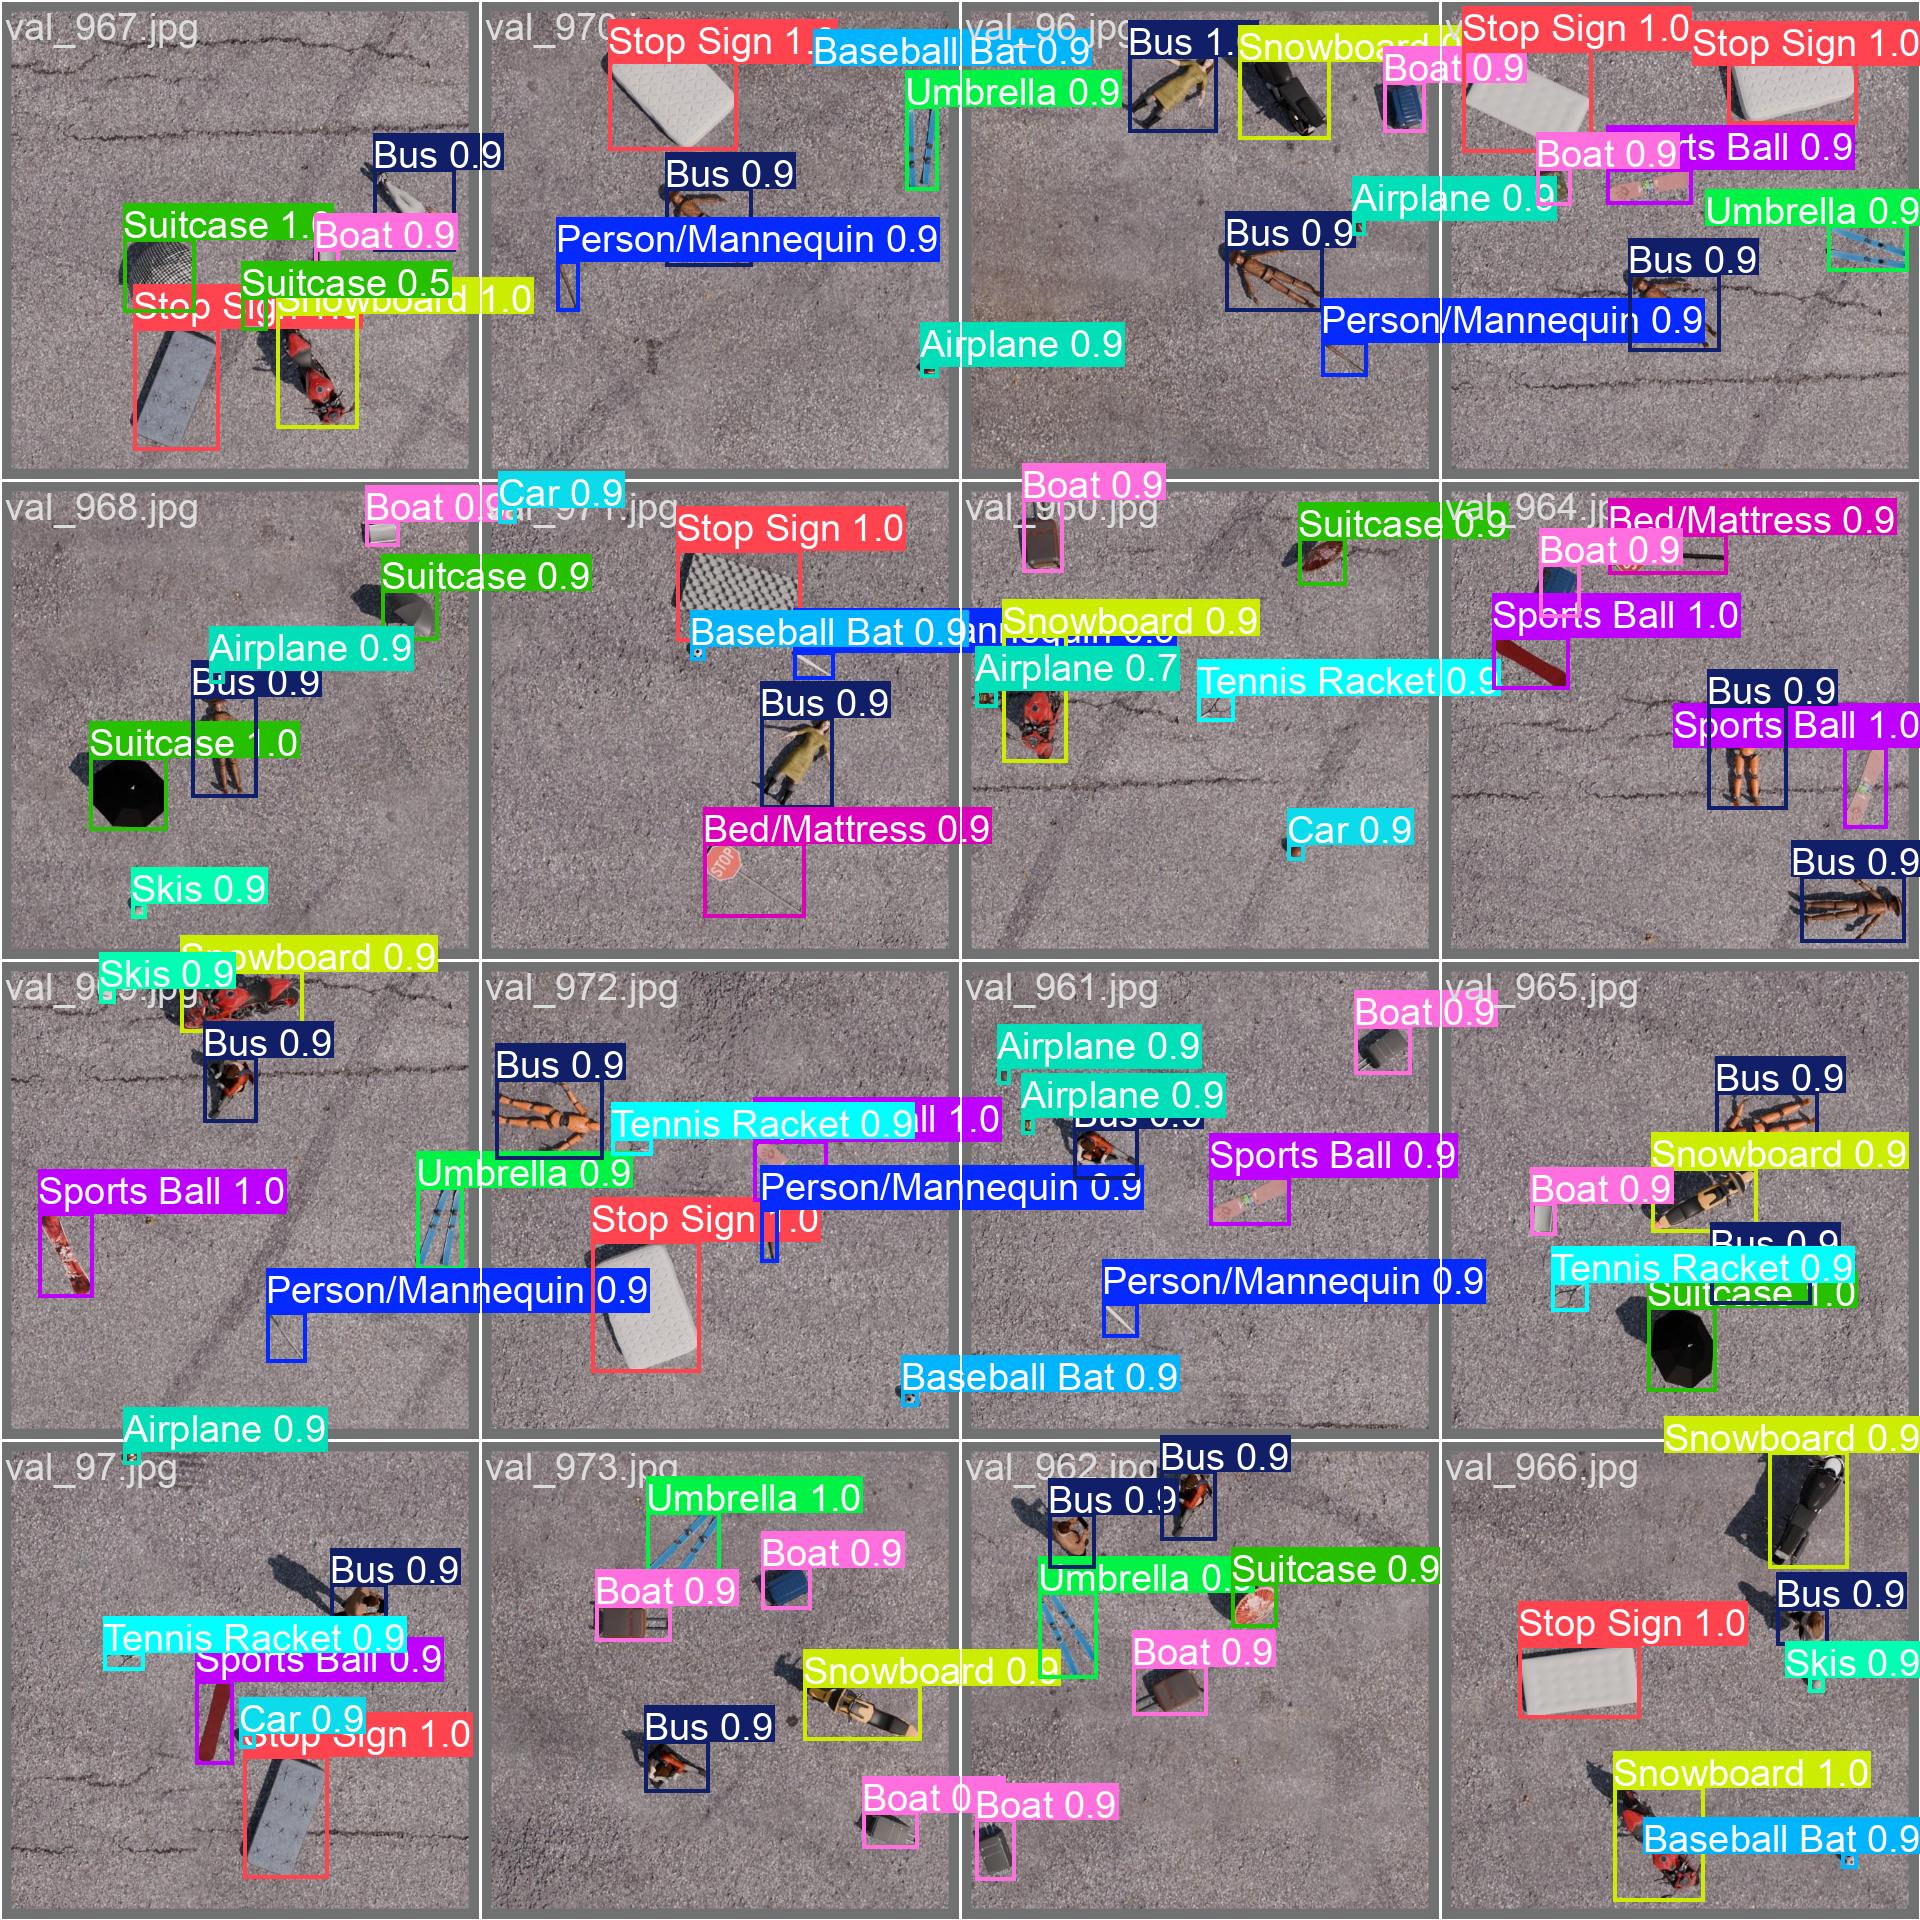 val_967.jpg
Bus 0.9
Suitcase 1.0
Boat 0.9
Suitcase 0.5
Stop Sign 1.0
Snowboard 1.0
Stop Sign 1.0
Baseball Bat 0.9
Umbrella 0.9
Bus 0.9
Person/Mannequin 0.9
Airplane 0.9
val_96.jpg
Bus 1.
Snowboard 0
Boat 0.9
Airplane 0.9
Bus 0.9
Person/Mannequin 0.9
Stop Sign 1.0
Stop Sign 1.0
Boat 0.9
rts Ball 0.9
Umbrella 0.9
Bus 0.9
val_968.jpg
Boat 0.9
Suitcase 0.9
Airplane 0.9
Bus 0.9
Suitcase 1.0
Skis 0.9
Car 0.9
Stop Sign 1.0
Baseball Bat 0.9
Bus 0.9
Bed/Mattress 0.9
STOP
val_960.jpg
Boat 0.9
Suitcase 0.9
Snowboard 0.9
Airplane 0.7
Tennis Racket 0.9
Car 0.9
val_964.jpg
Bed/Mattress 0.9
Boat 0.9
Sports Ball 1.0
Bus 0.9
Sports Ball 1.0
Bus 0.9
Skis 0.9
Snowboard 0.9
Bus 0.9
Sports Ball 1.0
Umbrella 0.9
Person/Mannequin 0.9
Airplane 0.9
val_972.jpg
Bus 0.9
Tennis Racket 0.9
all 1.0
Person/Mannequin 0.9
Stop Sign 1.0
Baseball Bat 0.9
val_961.jpg
Boat 0.9
Airplane 0.9
Airplane 0.9
Bus 0.9
Sports Ball 0.9
Person/Mannequin 0.9
val_965.jpg
Bus 0.9
Snowboard 0.9
Boat 0.9
Bus 0.9
Tennis Racket 0.9
Suitcase 1.0
val_97.jpg
Bus 0.9
Tennis Racket 0.9
Sports Ball 0.9
Car 0.9
Stop Sign 1.0
val_973.jpg
Umbrella 1.0
Boat 0.9
Boat 0.9
Snowboard 0.9
Bus 0.9
Boat 0
val_962.jpg
Bus 0.9
Bus 0.9
Umbrella 0.9
Suitcase 0.9
Boat 0.9
Boat 0.9
val_966.jpg
Snowboard 0.9
Bus 0.9
Stop Sign 1.0
Skis 0.9
Snowboard 1.0
Baseball Bat 0.9